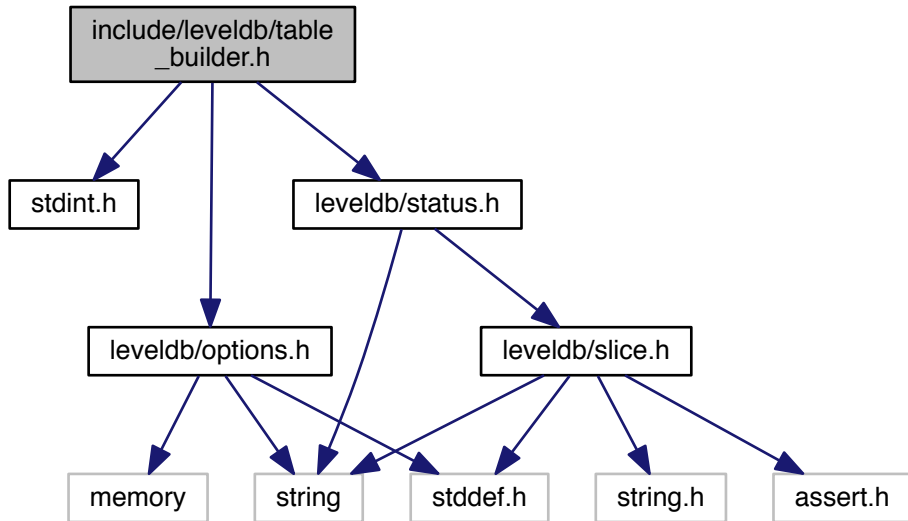 include/leveldb/table
_builder.h
stdint.h
leveldb/status.h
leveldb/options.h
leveldb/slice.h
memory
string
stddef.h
string.h
assert.h